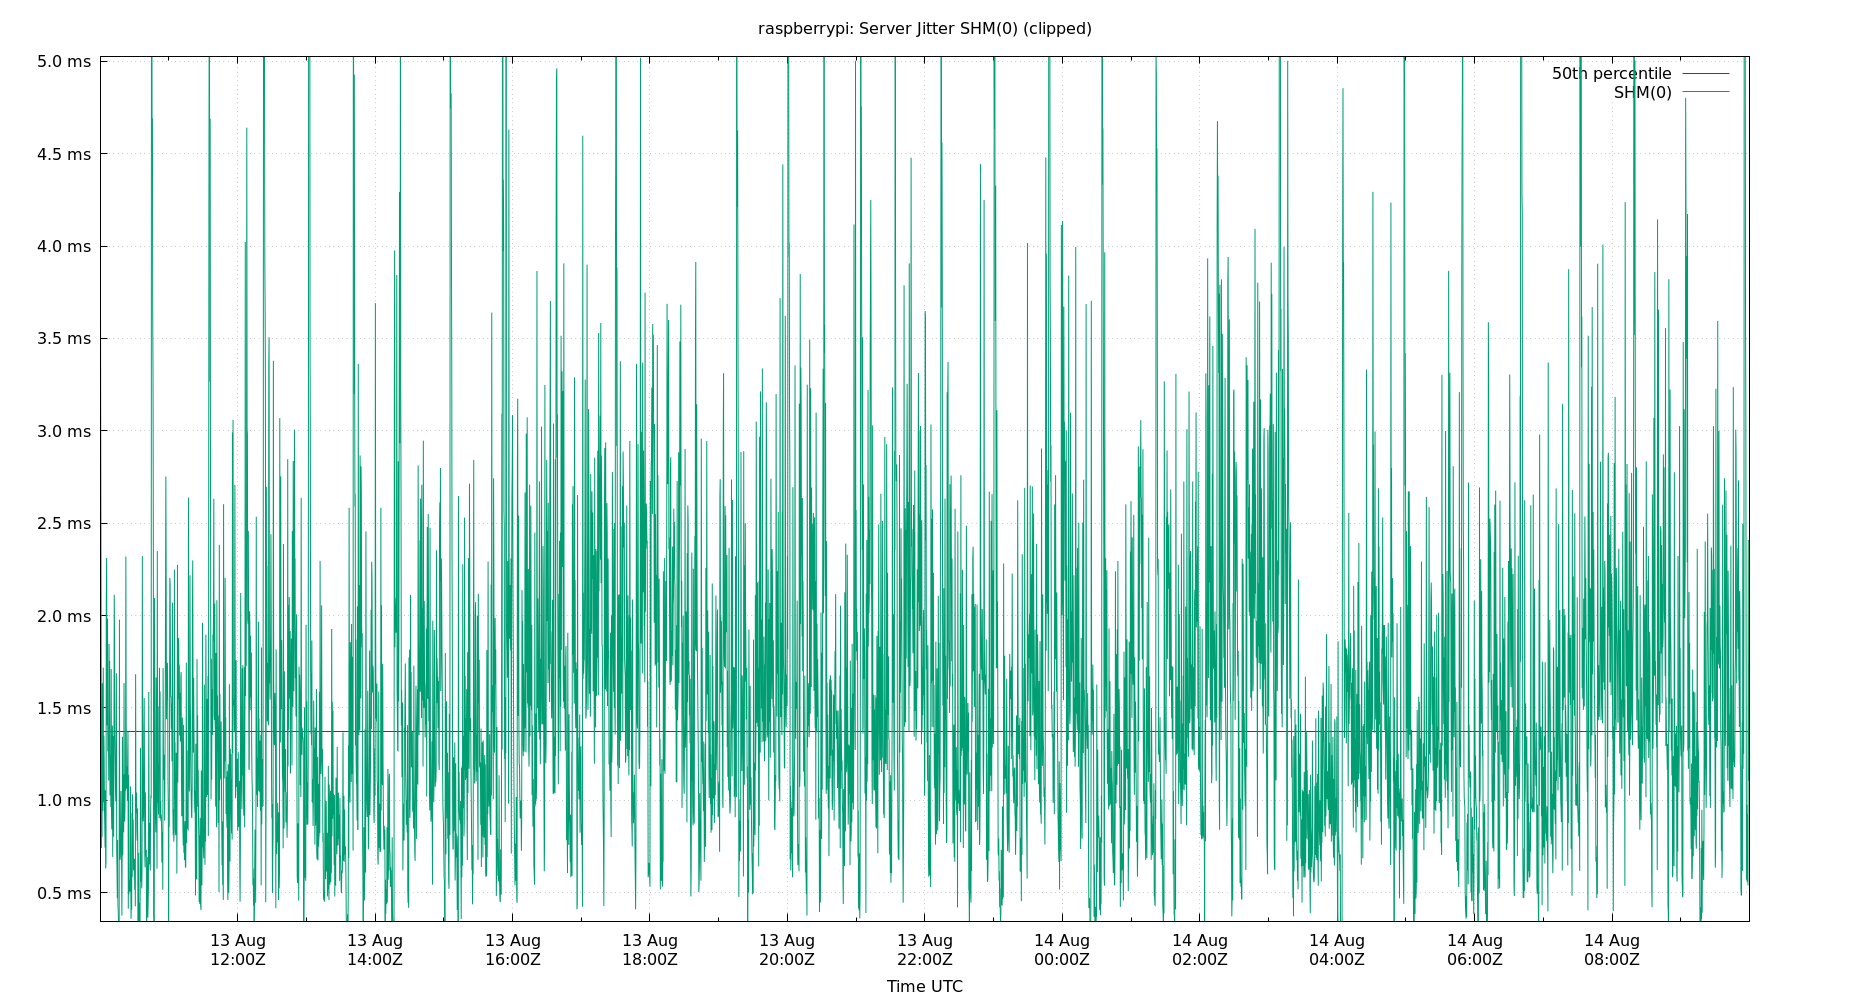 raspberrypi: Server Jitter SHM(0) (clipped)
5.0 ms
4.5 ms
4.0 ms
3.5 ms
3.0 ms
2.5 ms
2.0 ms
1.5 ms
1.0 ms
0.5 ms
50th percentile
SHM(0)
13 Aug 13 Aug 13 Aug 13 Aug 13 Aug 13 Aug 14 Aug 14 Aug 14 Aug 14 Aug 14 Aug
12:00Z 14:00Z 16:00Z 18:00Z 20:00Z 22:00Z 00:00Z 02:00Z 04:00Z 06:00Z 08:00Z
Time UTC